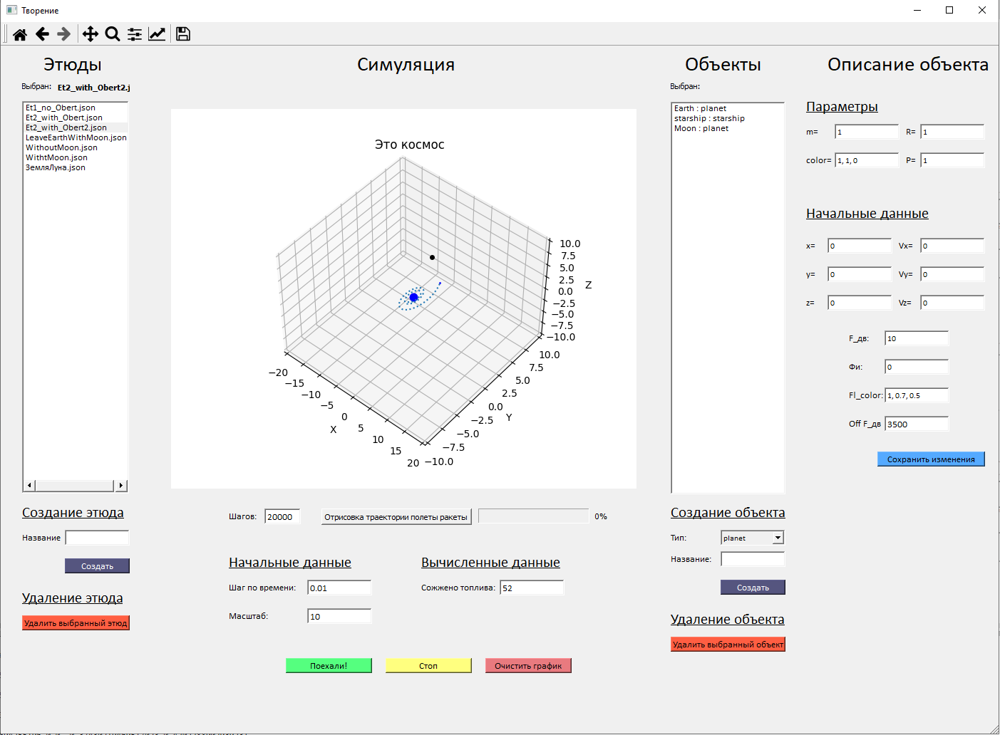 Творение
Этюды
Симуляция
Объекты
Описание объекта
Выбран: Et2_with_Obert2.j
Et1_no_Obert.json
Et2_with_Obert.json
Et2_with_Obert2.json
LeaveEarthWithMoon.json
WithoutMoon.json
WithtMoon.json
ЗемляЛуна.json
Создание этюда
Название
Создать
Удаление этюда
Удалить выбранный этюд
Это космос
10.0
7.5
5.0
2.5
0.0
−2.5
−5.0
−7.5
−10.0
Z
−20
−15
−10
−5
0
5
10
15
20
X
10.0
7.5
5.0
2.5
0.0
−2.5
−5.0
−7.5
−10.0
Y
Шагов: 20000 Отрисовка траектории полеты ракеты 0%
Начальные данные
Шаг по времени: 0.01
Масштаб: 10
Вычисленные данные
Сожжено топлива: 52
Поехали! Стоп Очистить график
Выбран:
Earth : planet
starship : starship
Moon : planet
Создание объекта
Тип: planet
Название:
Создать
Удаление объекта
Удалить выбранный объект
Параметры
m= 1 R= 1
color= 1, 1, 0 P= 1
Начальные данные
x= 0 Vx= 0
y= 0 Vy= 0
z= 0 Vz= 0
F_дв: 10
Фи: 0
Fl_color: 1, 0.7, 0.5
Off F_дв 3500
Сохранить изменения